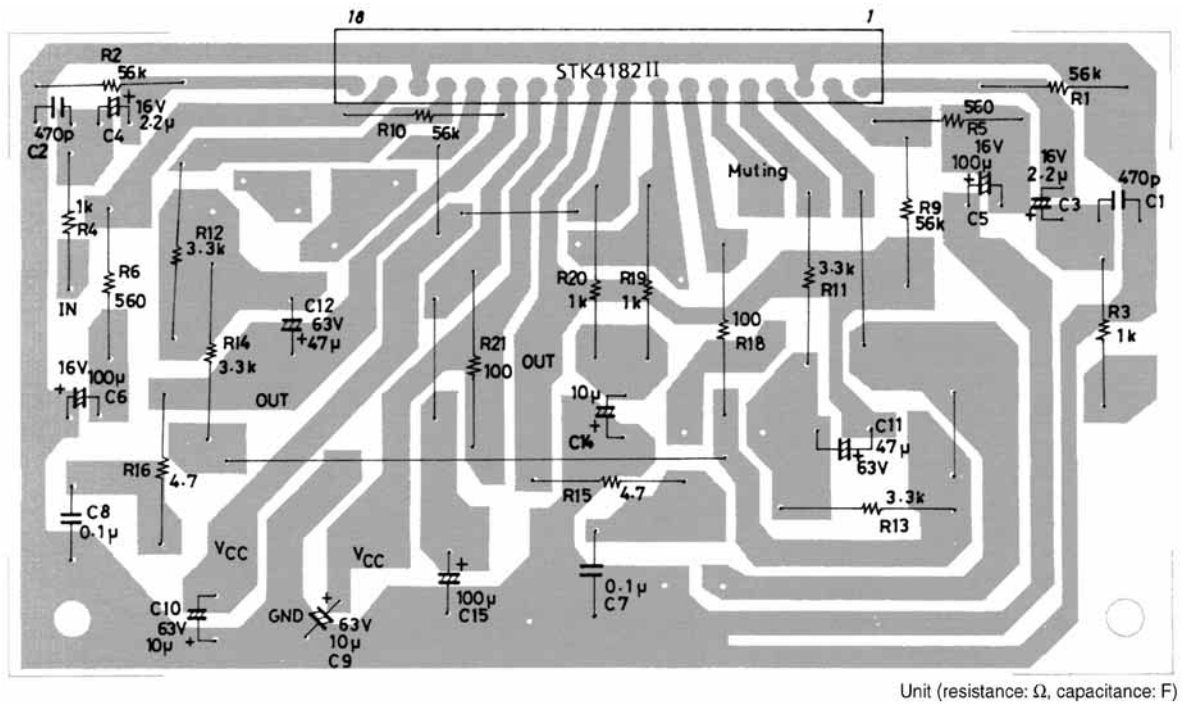 18
1
STK4182 II
R2
56k
16V
2.2µ
C4
470p
C2
R10
56k
56k
R1
560
R5
16V
100µ
C5
16V
2.2µ
C3
470p
C1
Muting
1k
R4
R12
3.3k
R9
56k
R6
560
IN
C12
63V
47µ
R20
1k
R19
1k
3.3k
R11
R3
1k
R14
3.3k
R21
100
OUT
100
R18
16V
100µ
C6
OUT
10µ
C14
C11
47µ
63V
R16
4.7
R15
4.7
3.3k
R13
C8
0.1µ
VCC
VCC
100µ
C15
0.1µ
C7
C10
63V
10µ
GND
63V
10µ
C9
Unit (resistance: Ω, capacitance: F)